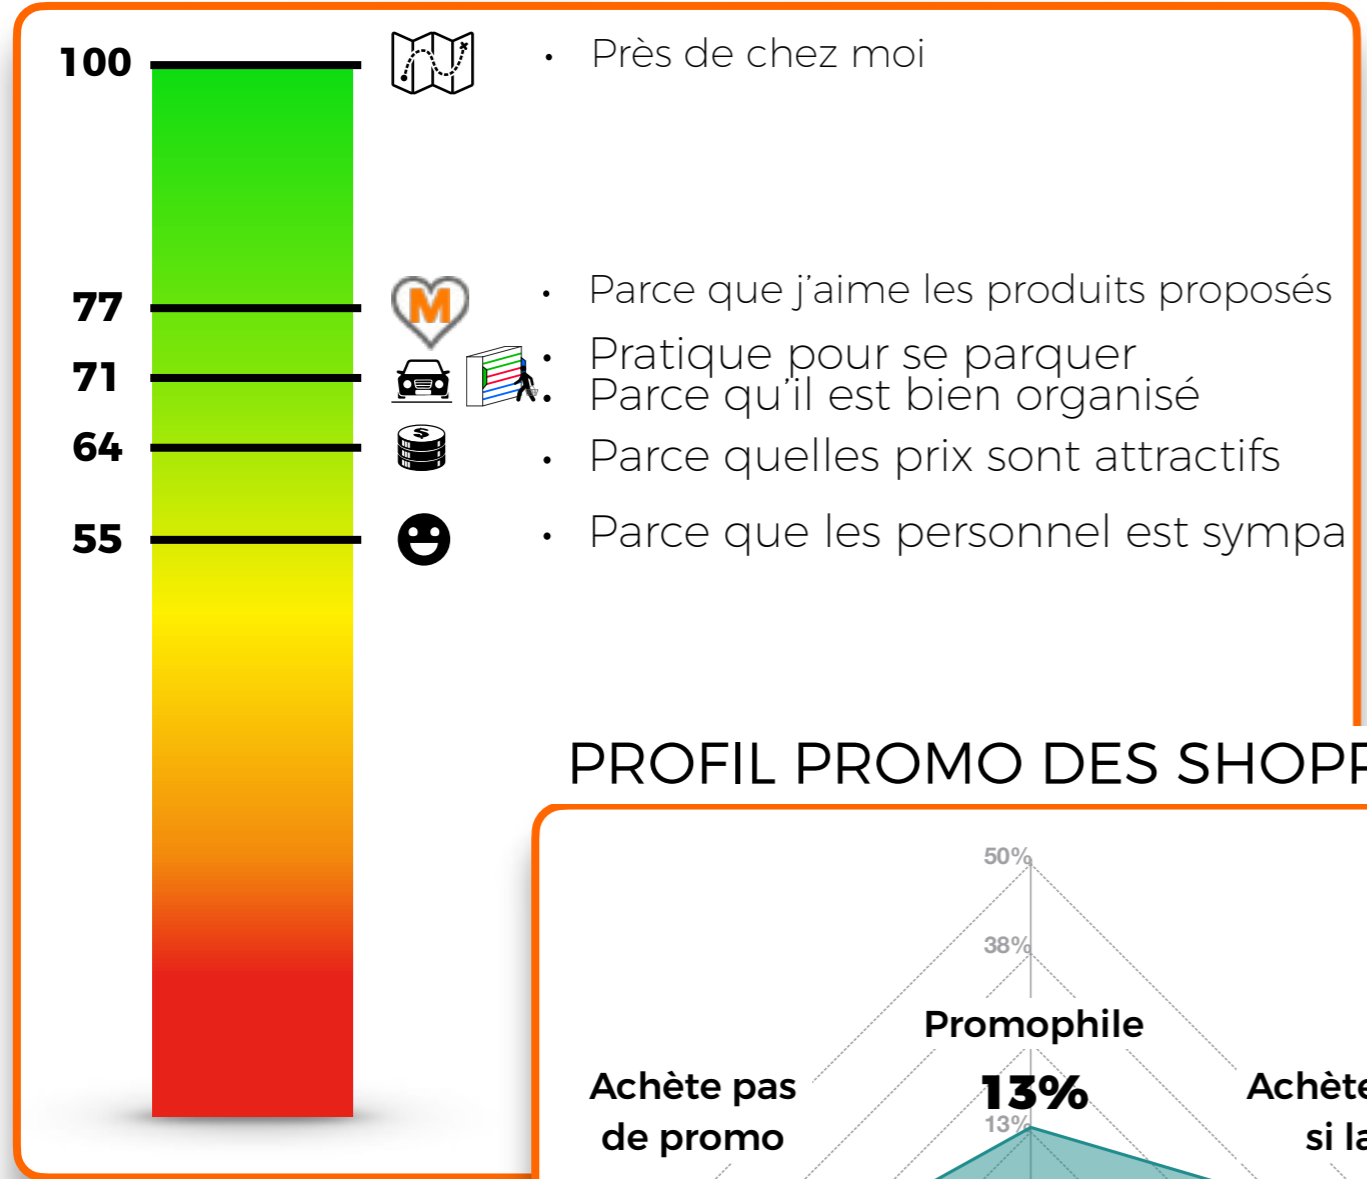 100
Près de chez moi
77
M
Parce que j'aime les produits proposés
71
Pratique pour se parquer
Parce qu'il est bien organisé
64
$
Parce quelles prix sont attractifs
55
Parce que les personnel est sympa
PROFIL PROMO DES SHOPP
50%
38%
Promophile
13%
13%
Achète pas
de promo
Achète
si la